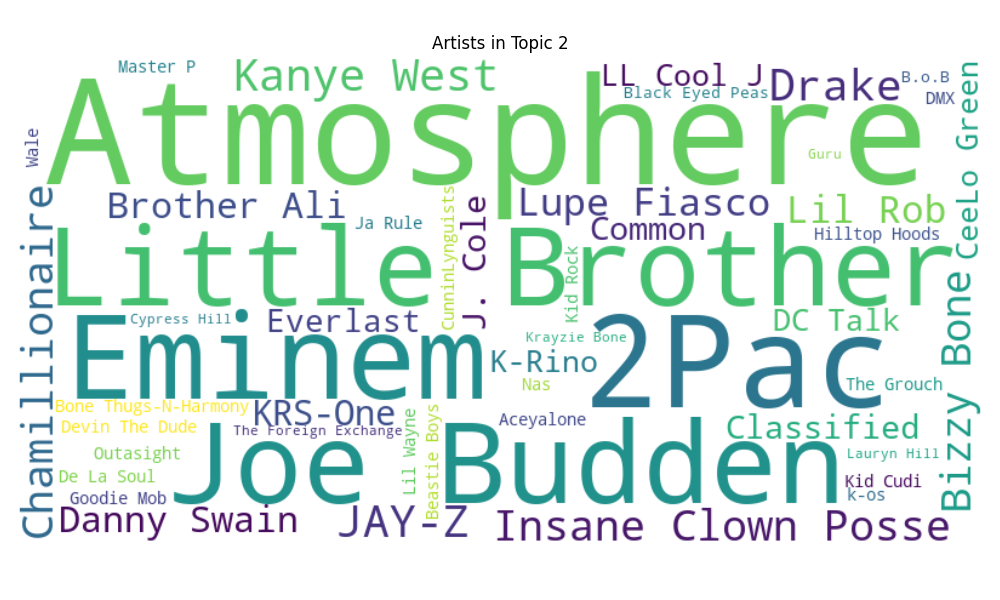 Artists in Topic 2
Master P
Kanye West
LL Cool J
Black Eyed Peas
Drake
B.o.B
DMX
Atmosphere
Guru
Wale
CeeLo Green
Brother Ali
Ja Rule
CunninLynguists
J. Cole
Lupe Fiasco
Common
Lil Rob
Hilltop Hoods
Chamillionaire
Little Brother
Kid Rock
Cypress Hill
Everlast
DC Talk
Eminem
Krayzie Bone
K-Rino
Nas
2Pac
The Grouch
Bizzy Bone
Bone Thugs-N-Harmony
Devin The Dude
KRS-One
The Foreign Exchange
Lil Wayne
Beastie Boys
Aceyalone
Classified
Outasight
De La Soul
Goodie Mob
Joe Budden
Lauryn Hill
Kid Cudi
k-os
Danny Swain
JAY-Z
Insane Clown Posse